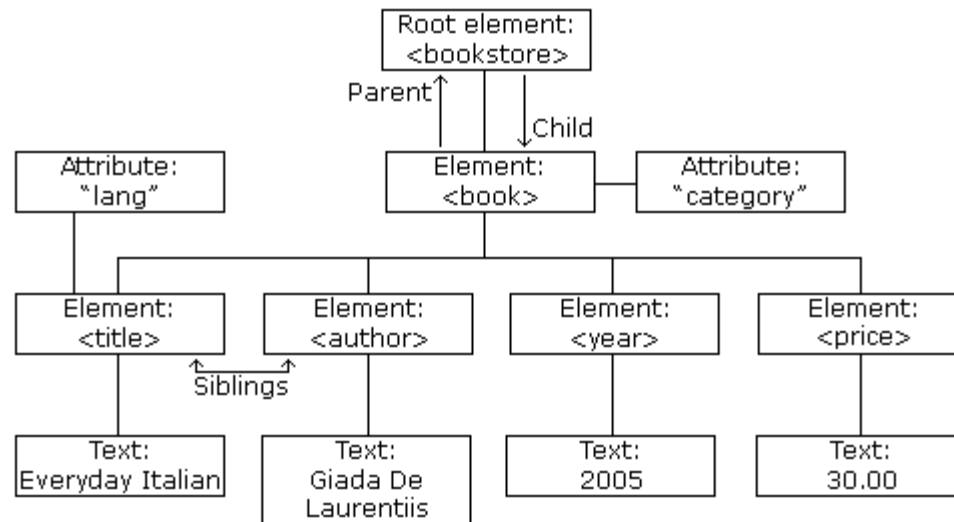 Root element:
<bookstore>
Parent
Child
Attribute:
“lang”
Element:
<book>
Attribute:
“category”
Element:
<title>
Element:
<author>
Element:
<year>
Element:
<price>
Siblings
Text:
Everyday Italian
Text:
Giada De
Laurentiis
Text:
2005
Text:
30.00